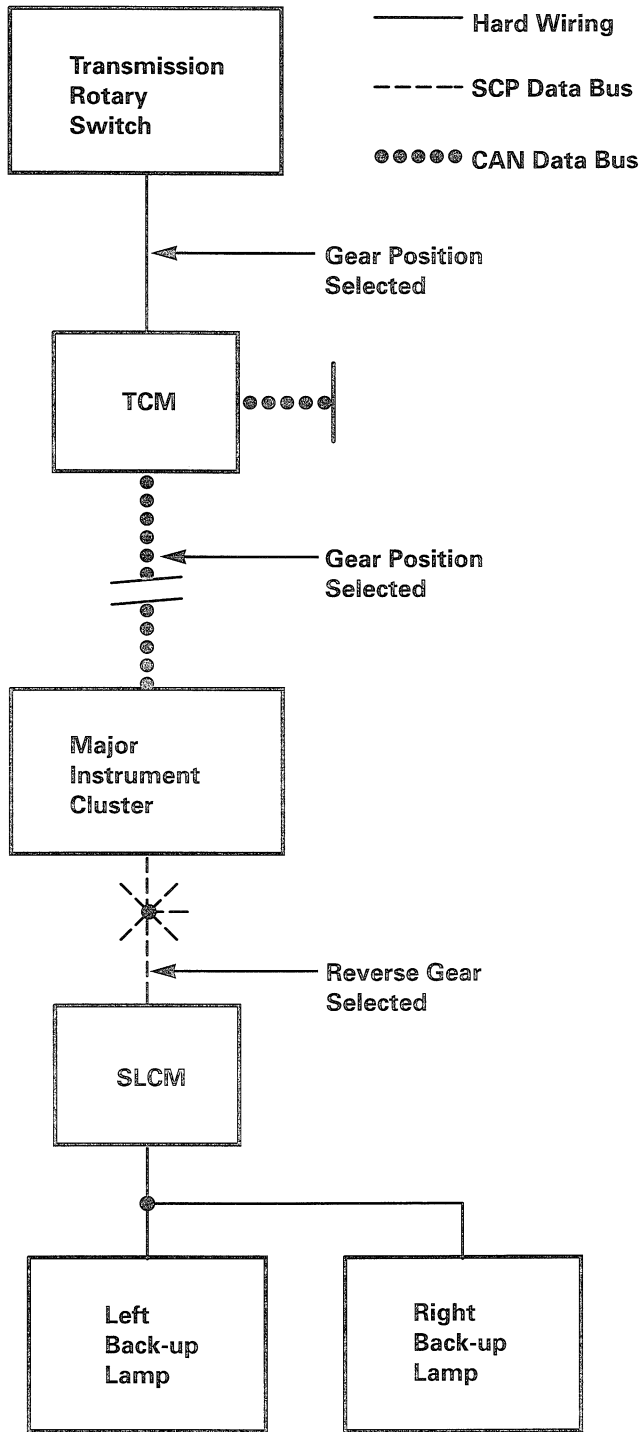 Transmission
Rotary
Switch
Hard Wiring
SCP Data Bus
CAN Data Bus
Gear Position
Selected
TCM
Gear Position
Selected
Major
Instrument
Cluster
Reverse Gear
Selected
SLCM
Left
Back-up
Lamp
Right
Back-up
Lamp